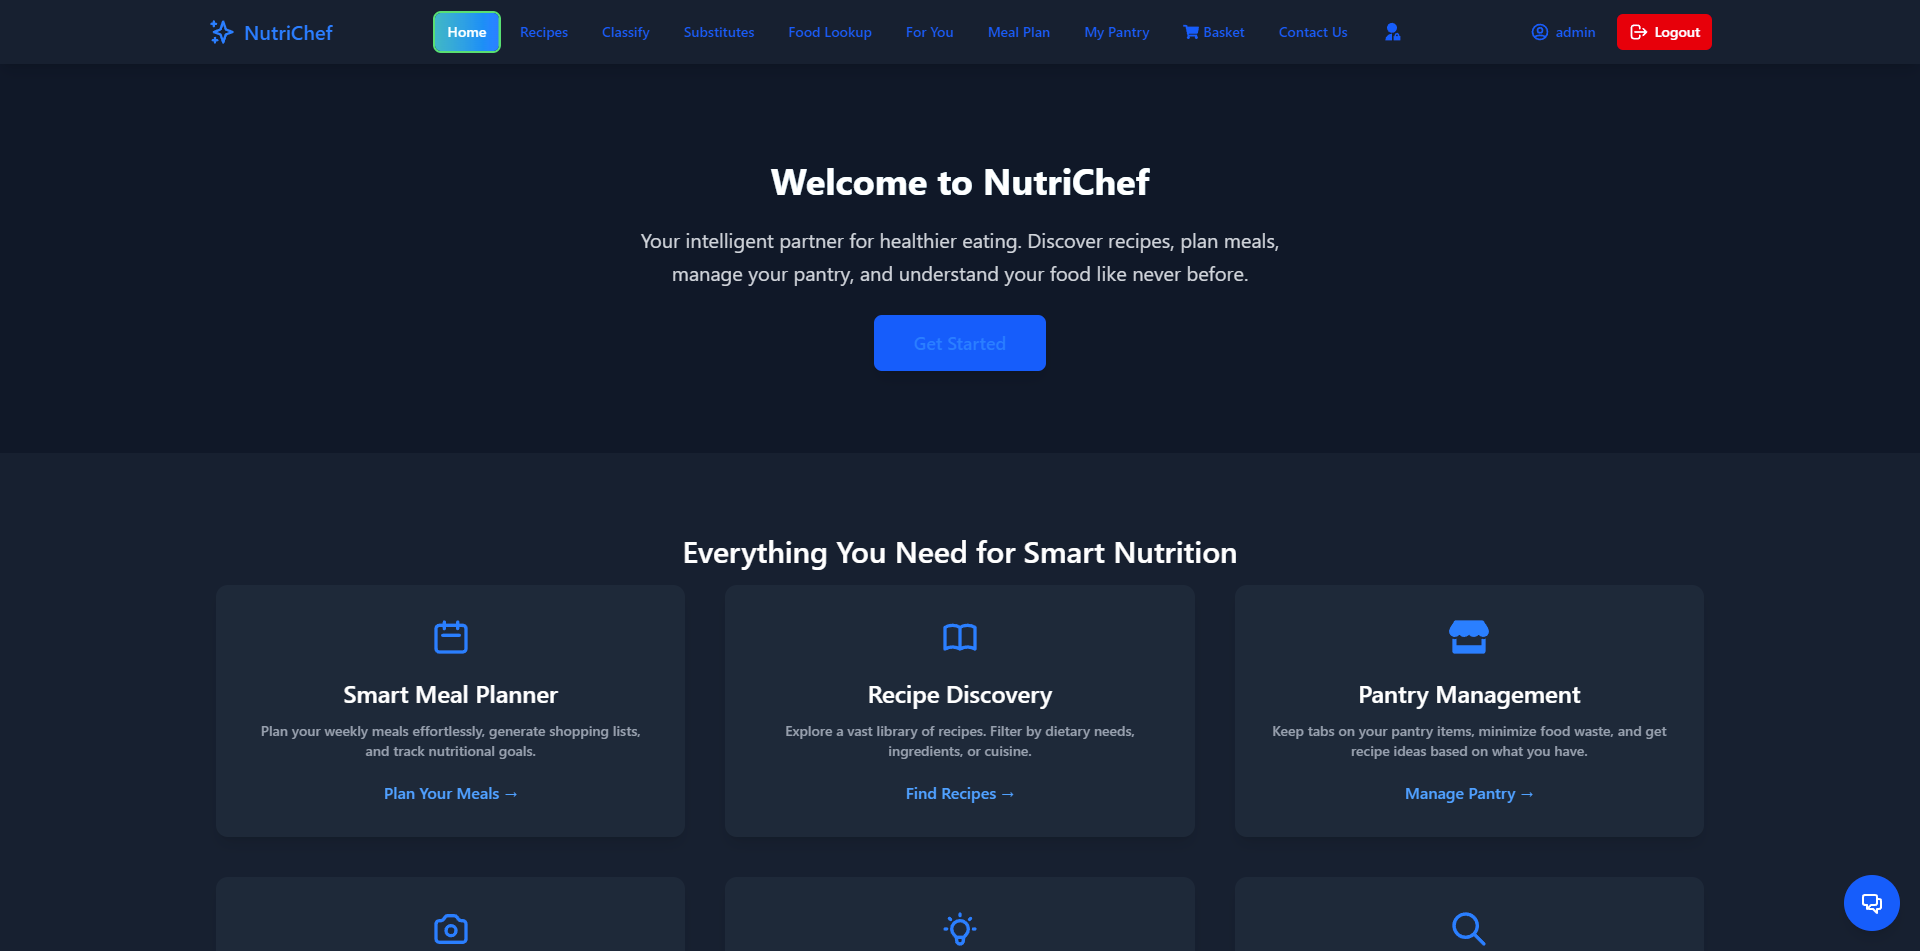 NutriChef
Home
Recipes
Classify
Substitutes
Food Lookup
For You
Meal Plan
My Pantry
Basket
Contact Us
admin
Logout
Welcome to NutriChef
Your intelligent partner for healthier eating. Discover recipes, plan meals,
manage your pantry, and understand your food like never before.
Get Started
Everything You Need for Smart Nutrition
Smart Meal Planner
Plan your weekly meals effortlessly, generate shopping lists,
and track nutritional goals.
Plan Your Meals →
Recipe Discovery
Explore a vast library of recipes. Filter by dietary needs,
ingredients, or cuisine.
Find Recipes →
Pantry Management
Keep tabs on your pantry items, minimize food waste, and get
recipe ideas based on what you have.
Manage Pantry →